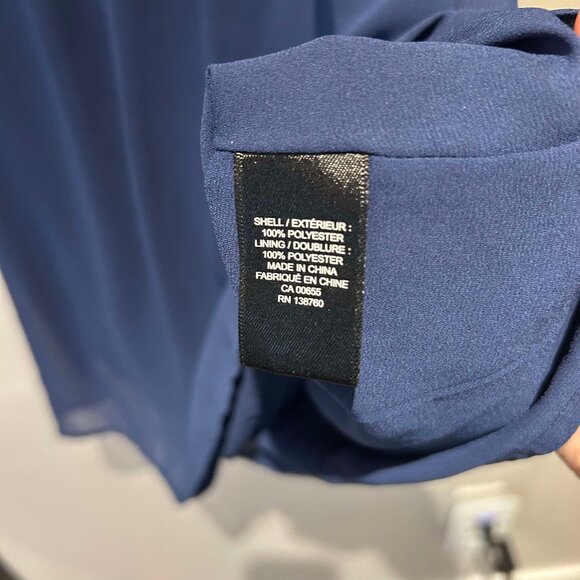 SHELL / EXTÉRIEUR :
100% POLYESTER
LINING / DOUBLURE :
100% POLYESTER
MADE IN CHINA
FABRIQUÉ EN CHINE
CA 00655
RN 138760